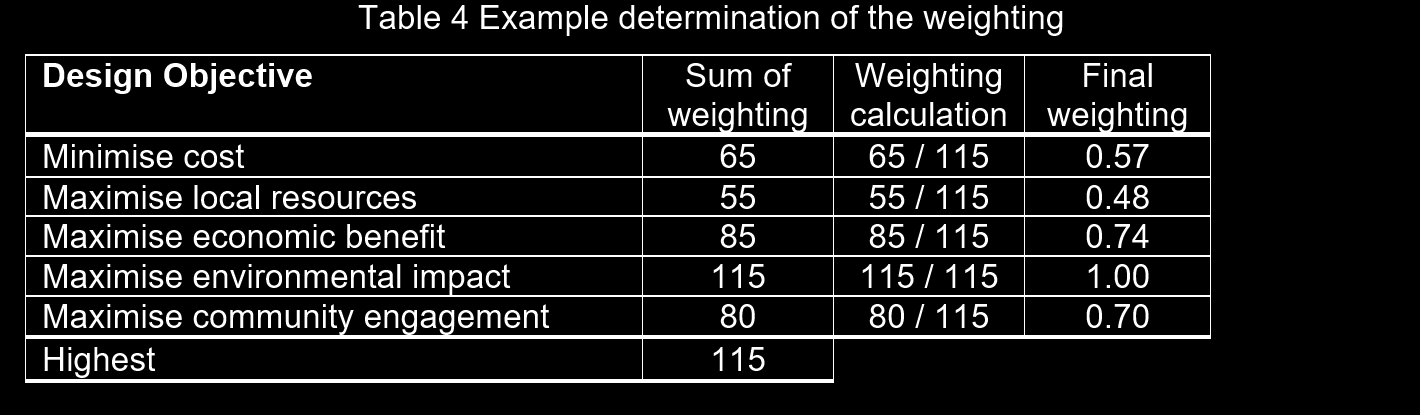 Table 4 Example determination of the weighting
Design Objective Sum of weighting Weighting calculation Final weighting
Minimise cost 65 65 / 115 0.57
Maximise local resources 55 55 / 115 0.48
Maximise economic benefit 85 85 / 115 0.74
Maximise environmental impact 115 115 / 115 1.00
Maximise community engagement 80 80 / 115 0.70
Highest 115